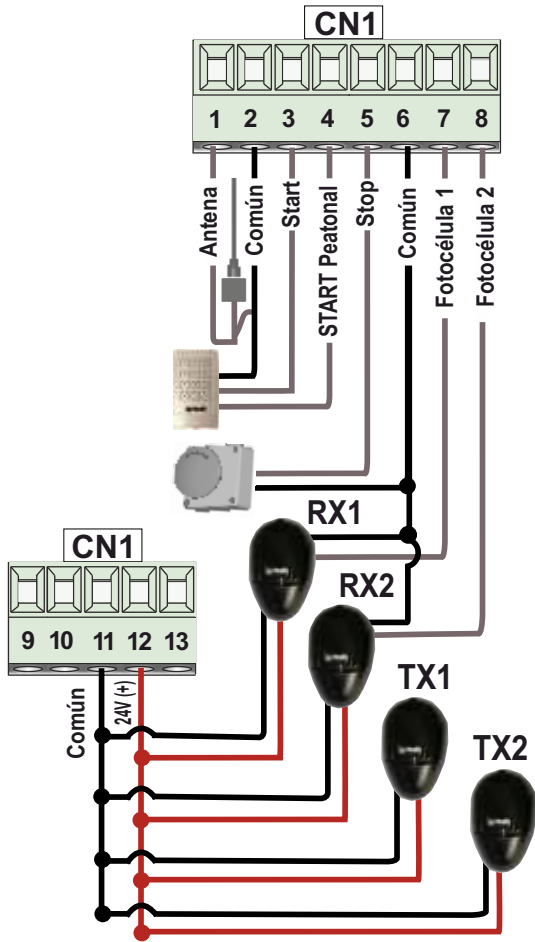 CN1
1 2 3 4 5 6 7 8
Antena
Común
Start
START Peatonal
Stop
Común
Fotocélula 1
Fotocélula 2
RX1
CN1
RX2
9 10 11 12 13
TX1
Común
24V (+)
TX2